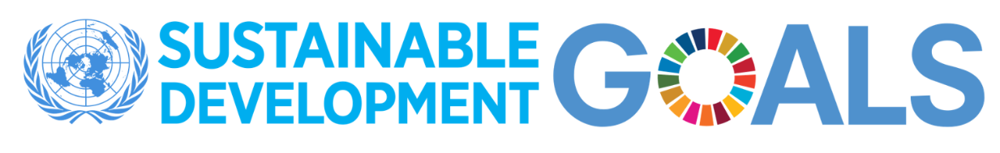 SUSTAINABLE
DEVELOPMENT
GOALS